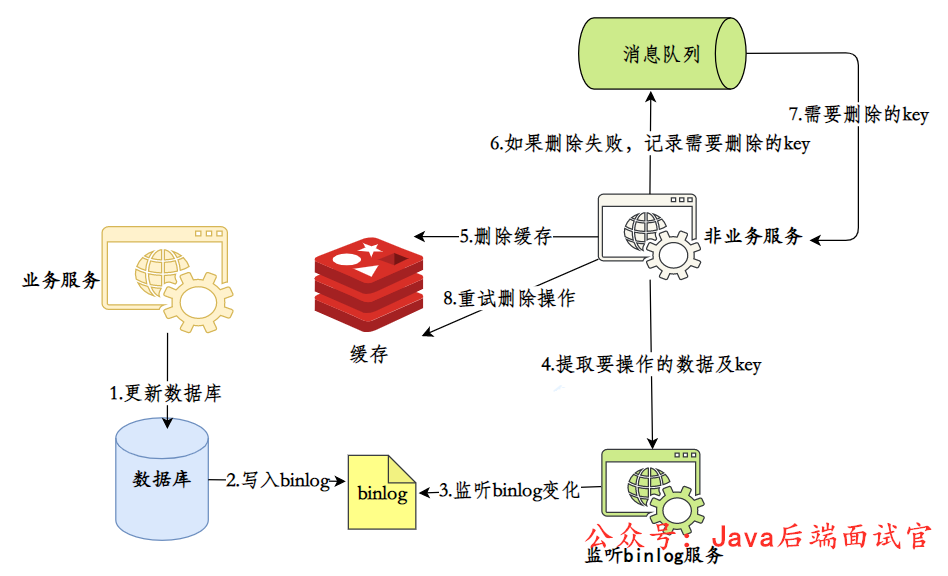 消息队列
7.需要删除的key
6.如果删除失败，记录需要删除的key
非业务服务
5.删除缓存
业务服务
8.重试删除操作
缓存
4.提取要操作的数据及key
1.更新数据库
数据库
2.写入binlog
binlog
3.监听binlog变化
公众号：Java后端面试官
监听binlog服务